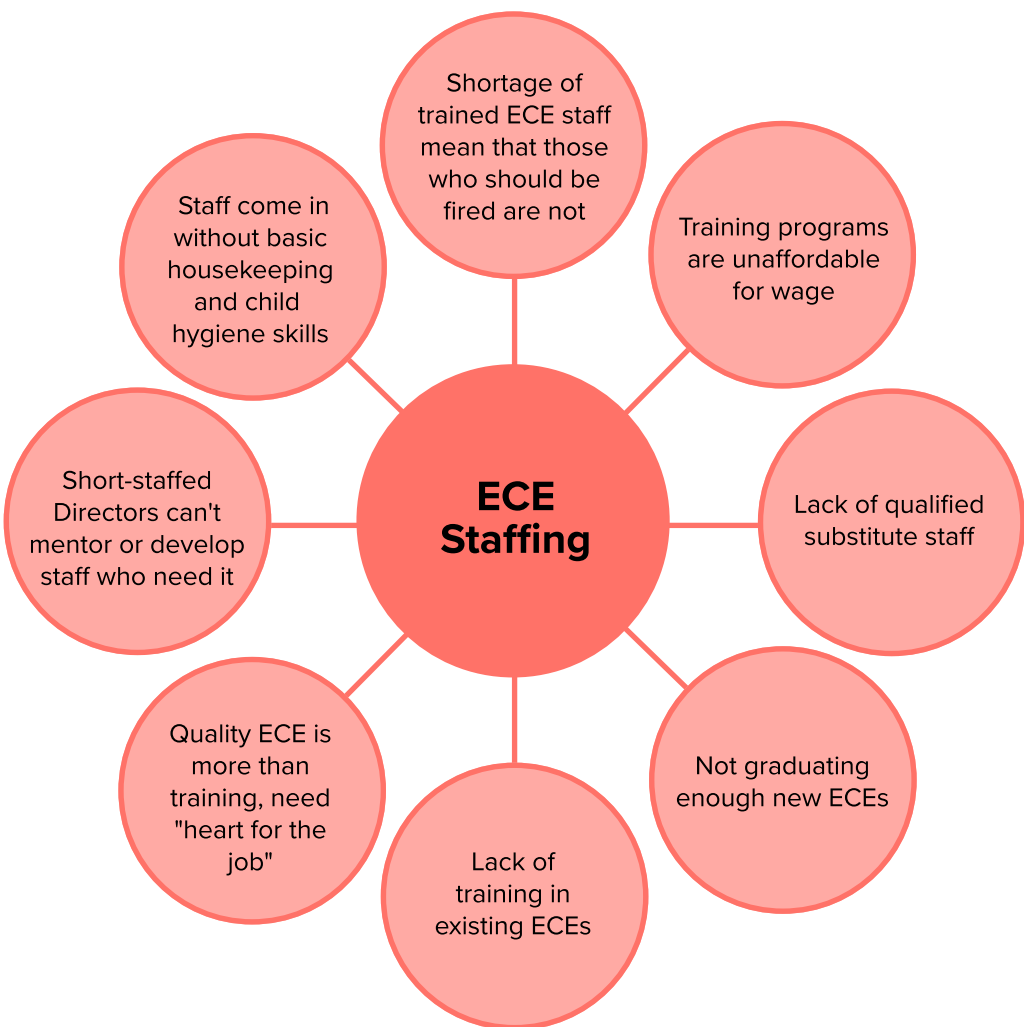 Shortage of
trained ECE staff
mean that those
who should be
fired are not
Training programs
are unaffordable
for wage
Lack of qualified
substitute staff
Not graduating
enough new ECEs
Lack of
training in
existing ECEs
Quality ECE is
more than
training, need
"heart for the
job"
Short-staffed
Directors can't
mentor or develop
staff who need it
Staff come in
without basic
housekeeping
and child
hygiene skills
ECE
Staffing